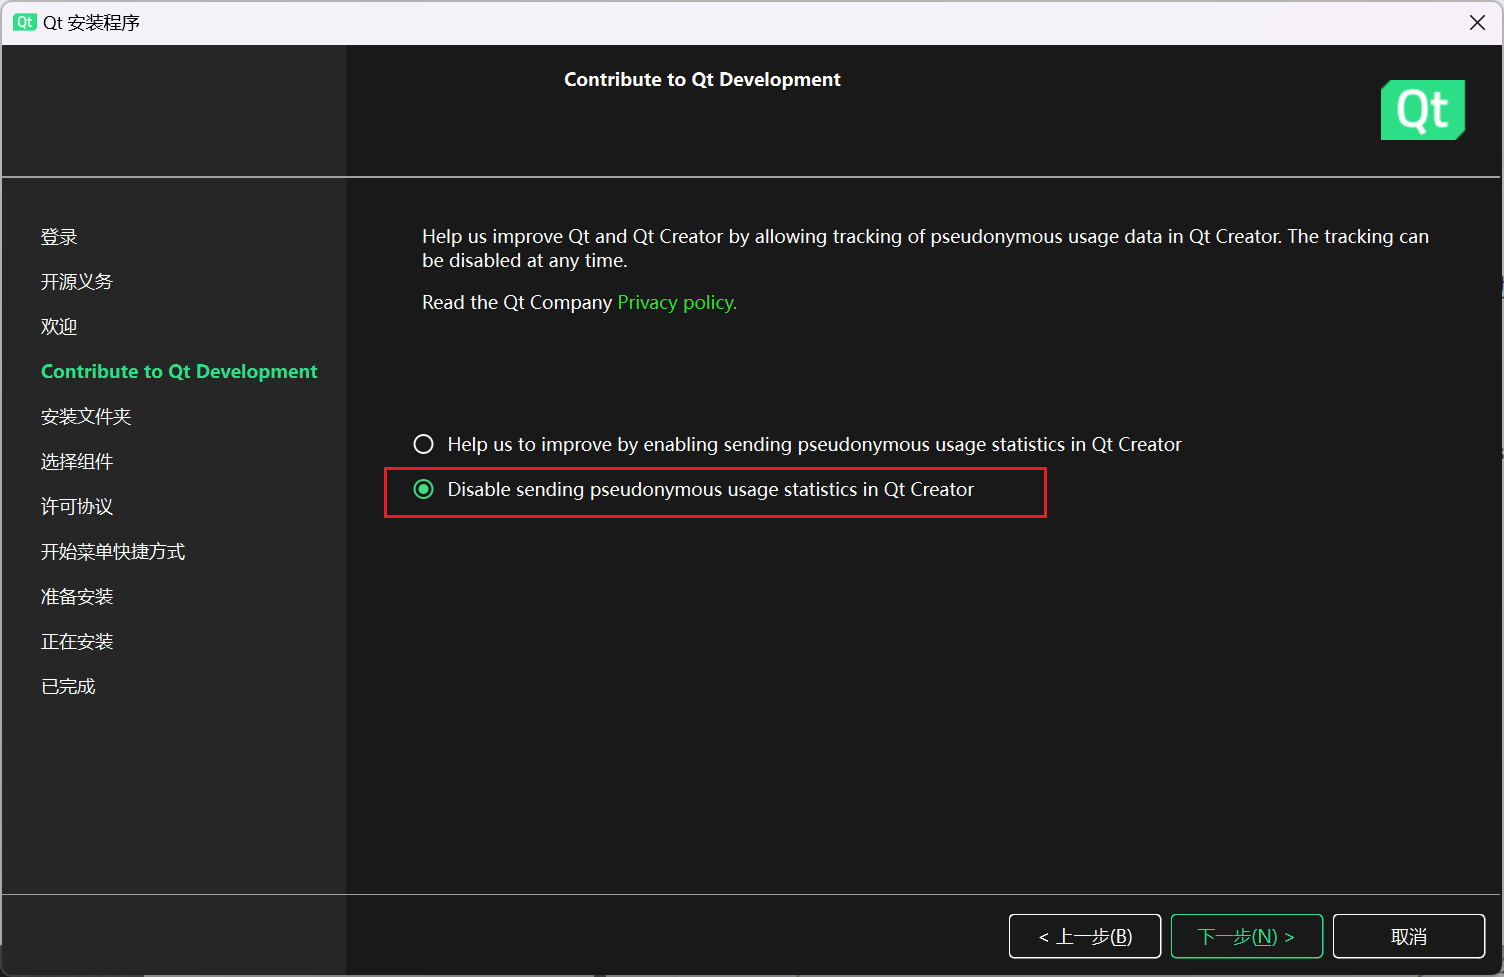 Qt Qt 安装程序
Contribute to Qt Development
Qt
登录
开源义务
欢迎
Contribute to Qt Development
安装文件夹
选择组件
许可协议
开始菜单快捷方式
准备安装
正在安装
已完成
Help us improve Qt and Qt Creator by allowing tracking of pseudonymous usage data in Qt Creator. The tracking can
be disabled at any time.
Read the Qt Company Privacy policy.
Help us to improve by enabling sending pseudonymous usage statistics in Qt Creator
Disable sending pseudonymous usage statistics in Qt Creator
< 上一步(B) 下一步(N) > 取消